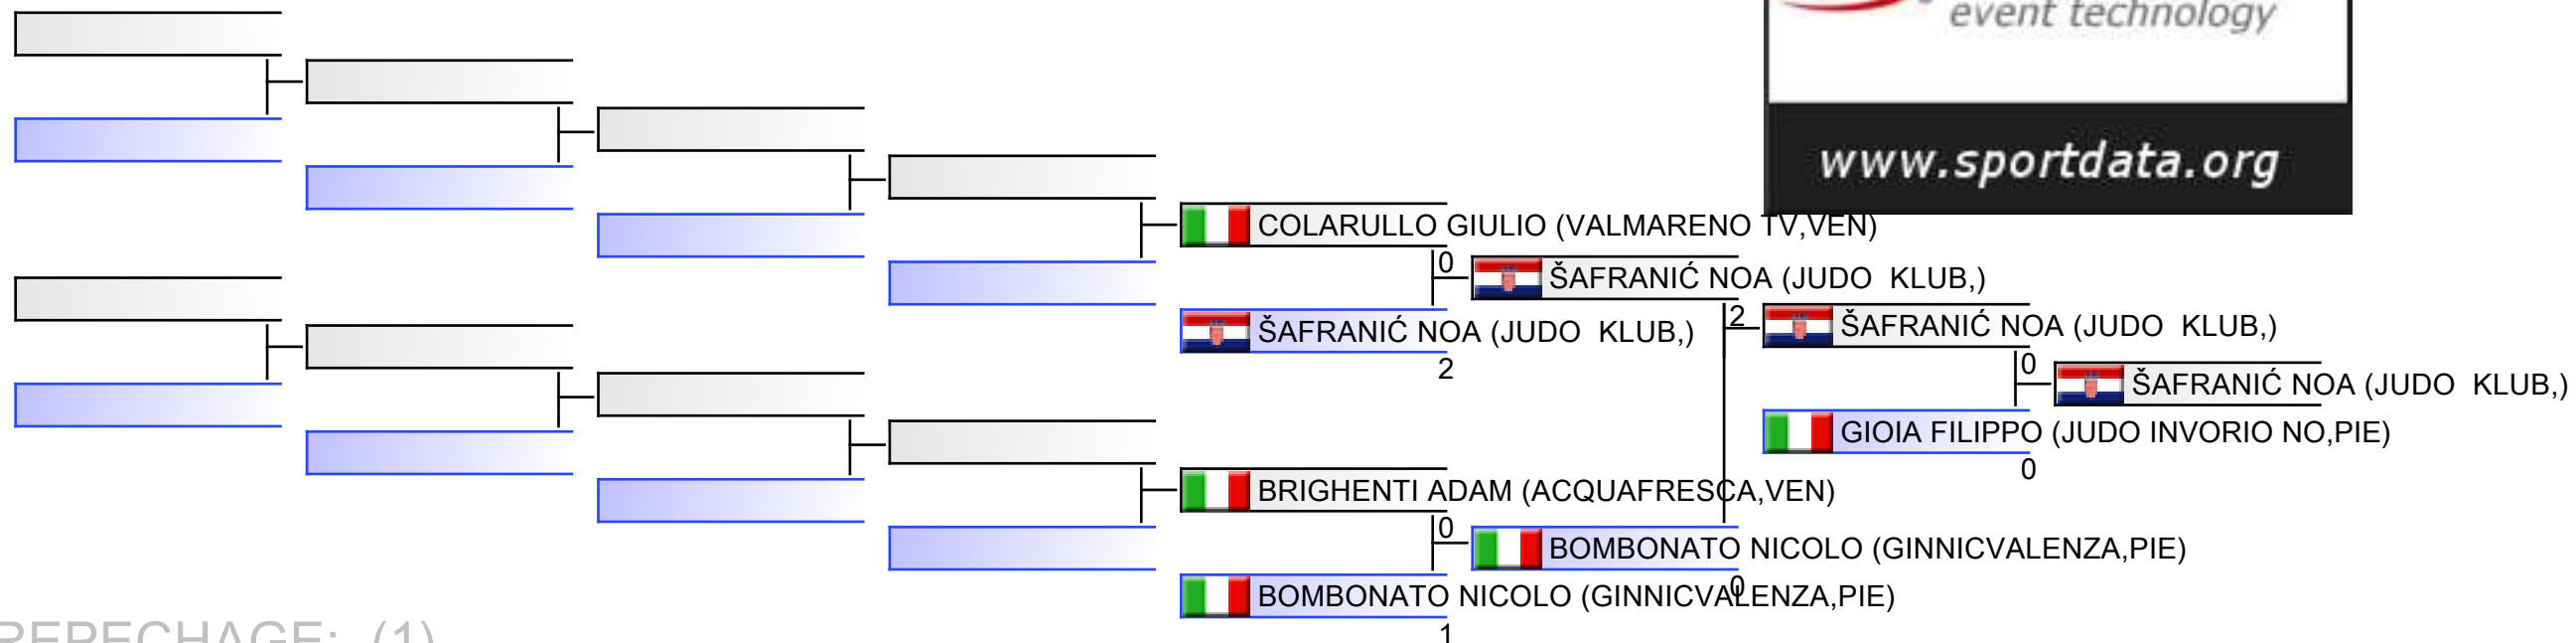 event technology
www.sportdata.org
COLARULLO GIULIO (VALMARENO TV,VEN)
0
ŠAFRANIĆ NOA (JUDO KLUB,)
ŠAFRANIĆ NOA (JUDO KLUB,)
2
2
ŠAFRANIĆ NOA (JUDO KLUB,)
0
ŠAFRANIĆ NOA (JUDO KLUB,)
GIOIA FILIPPO (JUDO INVORIO NO,PIE)
0
BRIGHENTI ADAM (ACQUAFRESCA,VEN)
0
BOMBONATO NICOLO (GINNICVALENZA,PIE)
0
BOMBONATO NICOLO (GINNICVALENZA,PIE)
1
REPECHAGE: (1)